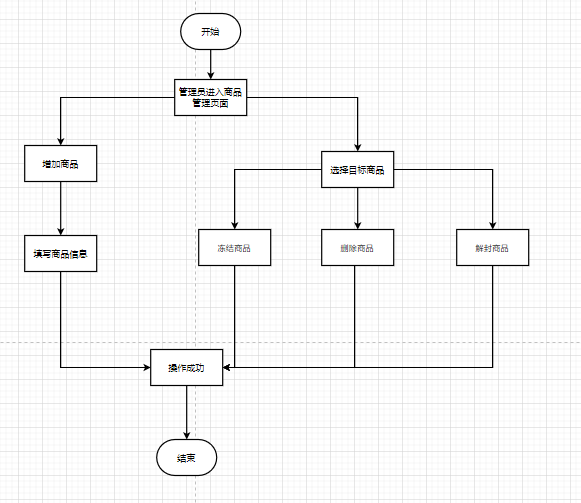 开始
管理员进入商品
管理页面
增加商品
选择目标商品
填写商品信息
冻结商品
删除商品
解封商品
操作成功
结束